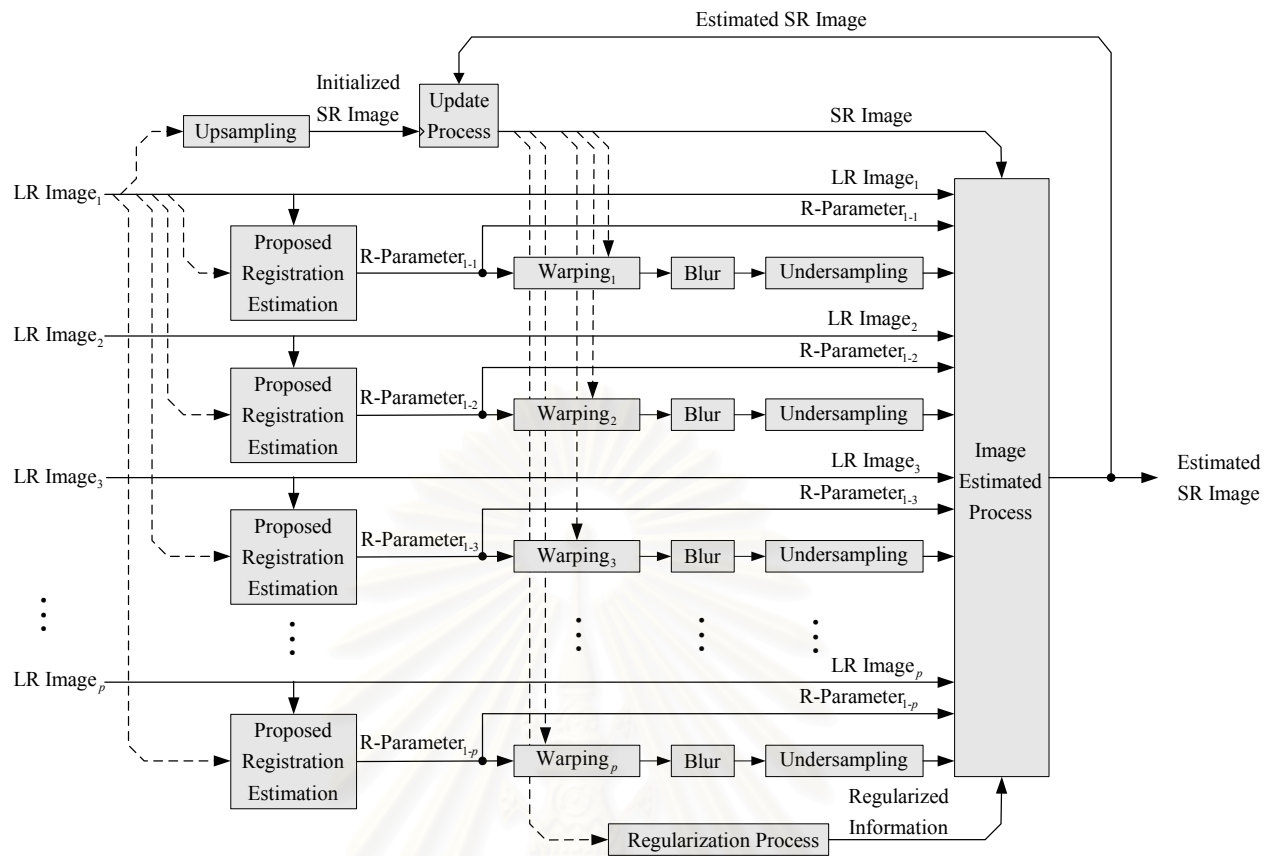 Estimated SR Image
Initialized
SR Image
Update
Process
Upsampling
SR Image
LR Image₁
LR Image₁
R-Parameter₁₋₁
Proposed
Registration
Estimation
R-Parameter₁₋₁
Warping₁
Blur
Undersampling
LR Image₂
LR Image₂
R-Parameter₁₋₂
Proposed
Registration
Estimation
R-Parameter₁₋₂
Warping₂
Blur
Undersampling
LR Image₃
LR Image₃
R-Parameter₁₋₃
Proposed
Registration
Estimation
R-Parameter₁₋₃
Warping₃
Blur
Undersampling
Image
Estimated
Process
Estimated
SR Image
LR Imageₚ
LR Imageₚ
R-Parameter₁₋ₚ
Proposed
Registration
Estimation
R-Parameter₁₋ₚ
Warpingₚ
Blur
Undersampling
Regularized
Information
Regularization Process